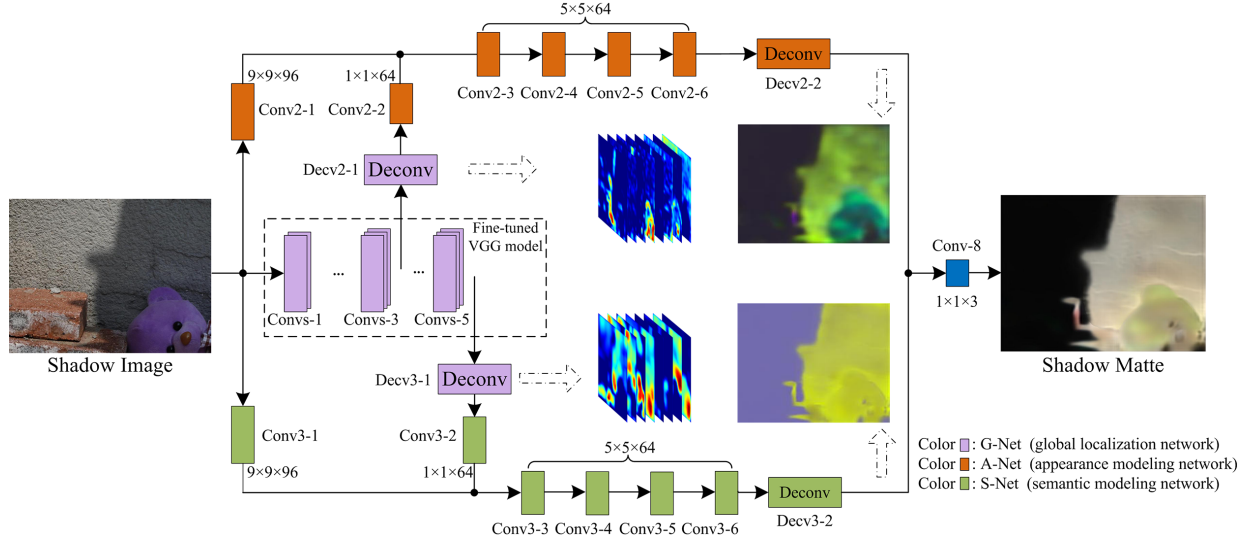 5×5×64
Deconv
Decv2-2
9×9×96
1×1×64
Conv2-1
Conv2-2
Conv2-3
Conv2-4
Conv2-5
Conv2-6
Decv2-1
Deconv
Fine-tuned
VGG model
...
...
Convs-1
Convs-3
Convs-5
Shadow Image
Conv-8
1×1×3
Shadow Matte
Decv3-1
Deconv
Conv3-1
Conv3-2
9×9×96
1×1×64
5×5×64
Conv3-3
Conv3-4
Conv3-5
Conv3-6
Deconv
Decv3-2
Color : G-Net (global localization network)
Color : A-Net (appearance modeling network)
Color : S-Net (semantic modeling network)